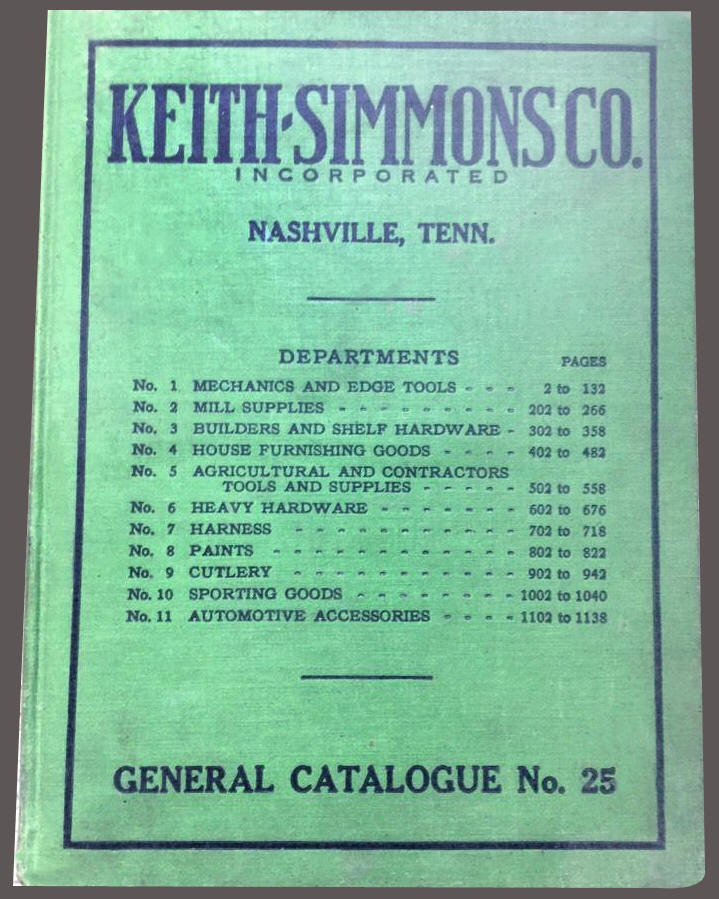 KEITH-SIMMONS CO.
INCORPORATED
NASHVILLE, TENN.
DEPARTMENTS PAGES
No. 1 MECHANICS AND EDGE TOOLS - - - 2 to 132
No. 2 MILL SUPPLIES - - - - - - - - - 202 to 266
No. 3 BUILDERS AND SHELF HARDWARE - 302 to 358
No. 4 HOUSE FURNISHING GOODS - - - - 402 to 482
No. 5 AGRICULTURAL AND CONTRACTORS
TOOLS AND SUPPLIES - - - - - 502 to 558
No. 6 HEAVY HARDWARE - - - - - - - 602 to 676
No. 7 HARNESS - - - - - - - - - - - 702 to 718
No. 8 PAINTS - - - - - - - - - - - - 802 to 822
No. 9 CUTLERY - - - - - - - - - - - 902 to 942
No. 10 SPORTING GOODS - - - - - - - - 1002 to 1040
No. 11 AUTOMOTIVE ACCESSORIES - - - - 1102 to 1138
GENERAL CATALOGUE No. 25